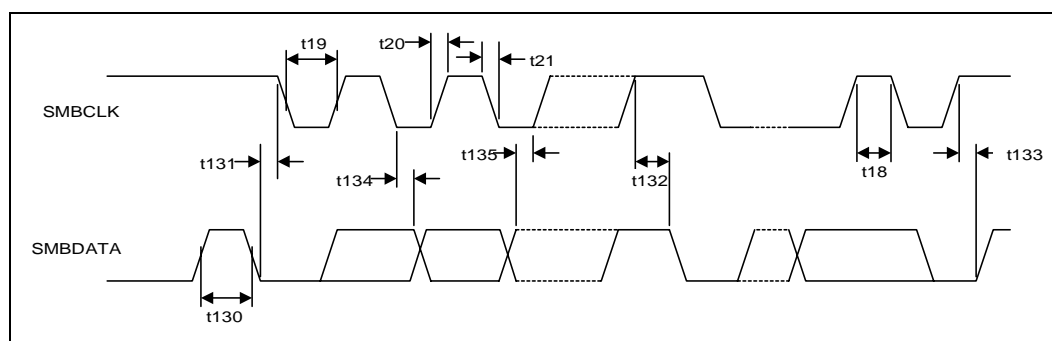 t19
t20
t21
SMBCLK
t131
t134
t135
t132
t18
t133
SMBDATA
t130